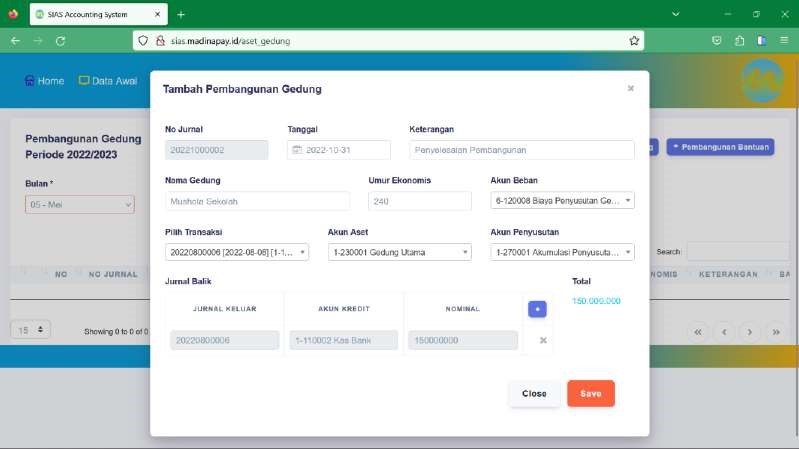 SIAS Accounting System
sias.madinapay.id/aset_gedung
Home
Data Awal
Tambah Pembangunan Gedung
Pembangunan Gedung
Periode 2022/2023
Pembangunan Bantuan
No Jurnal
Tanggal
Keterangan
20221000002
2022-10-31
Penyelesaian Pembangunan
Nama Gedung
Umur Ekonomis
Akun Beban
Bulan *
Mushola Sekolah
240
6-120008 Biaya Penyusutan Ge...
05 - Mei
Pilih Transaksi
Akun Aset
Akun Penyusutan
20220800006 [2022-08-06] [1-1...
1-230001 Gedung Utama
1-270001 Akumulasi Penyusuta...
Search:
NO
NO JURNAL
NOMIS
KETERANGAN
BA
Jurnal Balik
Total
JURNAL KELUAR
AKUN KREDIT
NOMINAL
+
150.000.000
15
Showing 0 to 0 of 0
20220800006
1-110002 Kas Bank
150000000
Close
Save